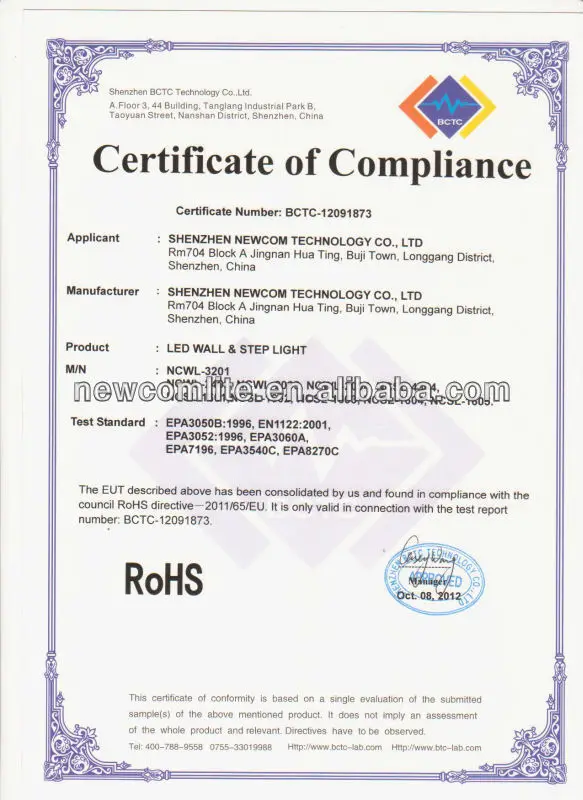 Shenzhen BCTC Technology Co.,Ltd.
A.Floor 3, 44 Building, Tanglang Industrial Park B,
Taoyuan Street, Nanshan District, Shenzhen, China
BCTC
Certificate of Compliance
Certificate Number: BCTC-12091873
Applicant : SHENZHEN NEWCOM TECHNOLOGY CO., LTD
Rm704 Block A Jingnan Hua Ting, Buji Town, Longgang District,
Shenzhen, China
Manufacturer : SHENZHEN NEWCOM TECHNOLOGY CO., LTD
Rm704 Block A Jingnan Hua Ting, Buji Town, Longgang District,
Shenzhen, China
Product : LED WALL & STEP LIGHT
M/N : NCWL-3201
newcomlite.en.alibaba.com
Test Standard : EPA3050B:1996, EN1122:2001,
EPA3052:1996, EPA3060A,
EPA7196, EPA3540C, EPA8270C
The EUT described above has been consolidated by us and found in compliance with the
council RoHS directive—2011/65/EU. It is only valid in connection with the test report
number: BCTC-12091873.
RoHS
SHENZHEN BCTC TECHNOLOGY CO., LTD
APPROVED
Manager
Oct. 08, 2012
This certificate of conformity is based on a single evaluation of the submitted
sample(s) of the above mentioned product. It does not imply an assessment
of the whole product and relevant. Directives have to be observed.
Tel: 400-788-9558 0755-33019988 Http://www.bctc-lab.com Http://www.btc-lab.com